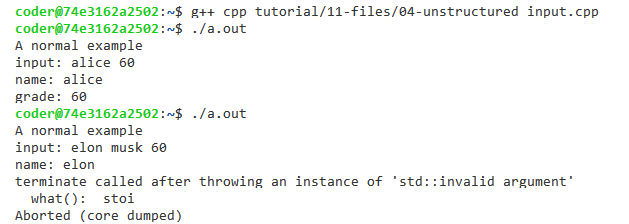 coder@74e3162a2502:~$ g++ cpp tutorial/11-files/04-unstructured input.cpp
coder@74e3162a2502:~$ ./a.out
A normal example
input: alice 60
name: alice
grade: 60
coder@74e3162a2502:~$ ./a.out
A normal example
input: elon musk 60
name: elon
terminate called after throwing an instance of 'std::invalid argument'
  what():  stoi
Aborted (core dumped)